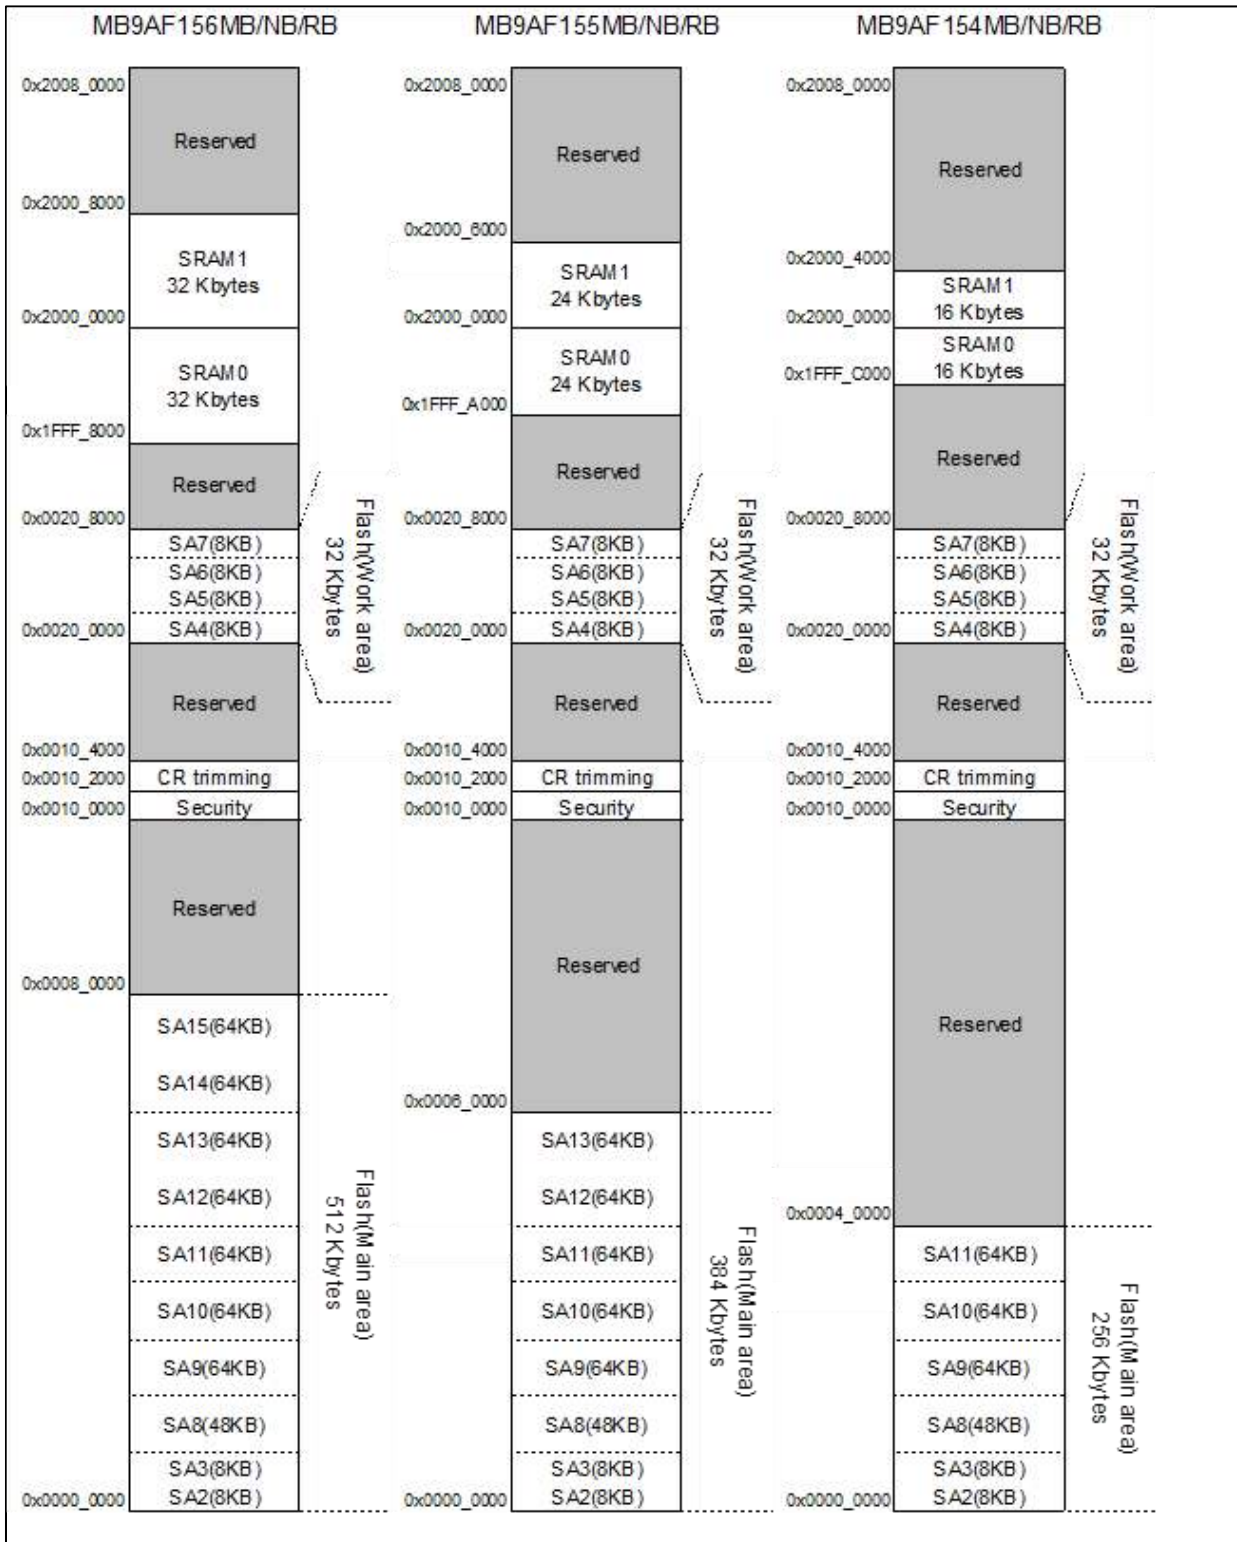 MB9AF156MB/NB/RB
0x2008_0000
Reserved
0x2000_8000
SRAM1
32 Kbytes
0x2000_0000
SRAM0
32 Kbytes
0x1FFF_8000
Reserved
0x0020_8000
SA7(8KB)
SA6(8KB)
SA5(8KB)
0x0020_0000
SA4(8KB)
Flash(Work area)
32 Kbytes
Reserved
0x0010_4000
0x0010_2000
CR trimming
0x0010_0000
Security
Reserved
0x0008_0000
SA15(64KB)
SA14(64KB)
SA13(64KB)
SA12(64KB)
SA11(64KB)
SA10(64KB)
SA9(64KB)
SA8(48KB)
SA3(8KB)
0x0000_0000
SA2(8KB)
Flash(Main area)
512 Kbytes
MB9AF155MB/NB/RB
0x2008_0000
Reserved
0x2000_6000
SRAM1
24 Kbytes
0x2000_0000
SRAM0
24 Kbytes
0x1FFF_A000
Reserved
0x0020_8000
SA7(8KB)
SA6(8KB)
SA5(8KB)
0x0020_0000
SA4(8KB)
Flash(Work area)
32 Kbytes
Reserved
0x0010_4000
0x0010_2000
CR trimming
0x0010_0000
Security
Reserved
0x0006_0000
SA13(64KB)
SA12(64KB)
SA11(64KB)
SA10(64KB)
SA9(64KB)
SA8(48KB)
SA3(8KB)
0x0000_0000
SA2(8KB)
Flash(Main area)
384 Kbytes
MB9AF154MB/NB/RB
0x2008_0000
Reserved
0x2000_4000
SRAM1
16 Kbytes
0x2000_0000
SRAM0
16 Kbytes
0x1FFF_C000
Reserved
0x0020_8000
SA7(8KB)
SA6(8KB)
SA5(8KB)
0x0020_0000
SA4(8KB)
Flash(Work area)
32 Kbytes
Reserved
0x0010_4000
0x0010_2000
CR trimming
0x0010_0000
Security
Reserved
0x0004_0000
SA11(64KB)
SA10(64KB)
SA9(64KB)
SA8(48KB)
SA3(8KB)
0x0000_0000
SA2(8KB)
Flash(Main area)
256 Kbytes